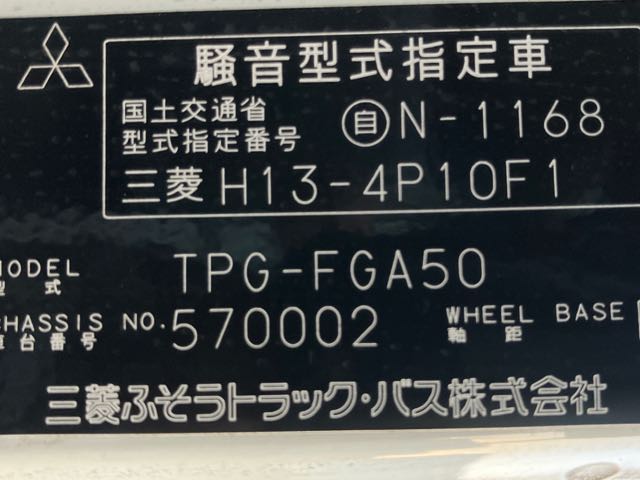 騒音型式指定車
国土交通省
型式指定番号 自 N-1168
三菱 H13-4P10F1
MODEL TPG-FGA50
型式
CHASSIS NO. 570002 WHEEL BASE
車台番号 軸距
三菱ふそうトラック・バス株式会社